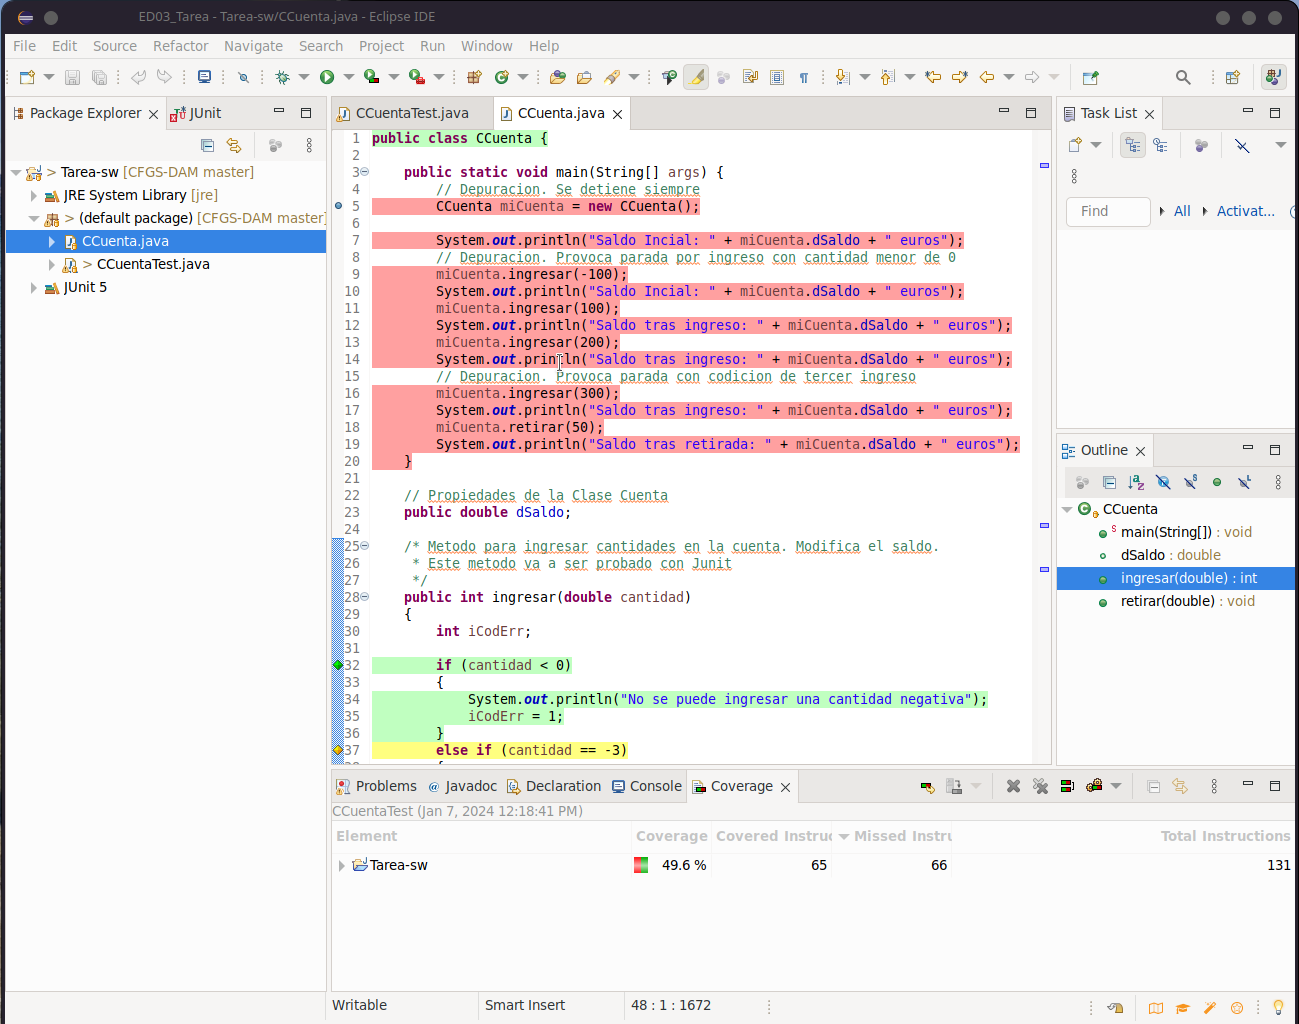 ED03_Tarea - Tarea-sw/CCuenta.java - Eclipse IDE
File Edit Source Refactor Navigate Search Project Run Window Help
Package Explorer
JUnit
Tarea-sw [CFGS-DAM master]
JRE System Library [jre]
> (default package) [CFGS-DAM master]
CCuenta.java
> CCuentaTest.java
JUnit 5
CCuentaTest.java
CCuenta.java
1 public class CCuenta {
2
3 public static void main(String[] args) {
4 // Depuracion. Se detiene siempre
5 CCuenta miCuenta = new CCuenta();
6
7 System.out.println("Saldo Incial: " + miCuenta.dSaldo + " euros");
8 // Depuracion. Provoca parada por ingreso con cantidad menor de 0
9 miCuenta.ingresar(-100);
10 System.out.println("Saldo Incial: " + miCuenta.dSaldo + " euros");
11 miCuenta.ingresar(100);
12 System.out.println("Saldo tras ingreso: " + miCuenta.dSaldo + " euros");
13 miCuenta.ingresar(200);
14 System.out.println("Saldo tras ingreso: " + miCuenta.dSaldo + " euros");
15 // Depuracion. Provoca parada con codicion de tercer ingreso
16 miCuenta.ingresar(300);
17 System.out.println("Saldo tras ingreso: " + miCuenta.dSaldo + " euros");
18 miCuenta.retirar(50);
19 System.out.println("Saldo tras retirada: " + miCuenta.dSaldo + " euros");
20 }
21
22 // Propiedades de la Clase Cuenta
23 public double dSaldo;
24
25 /* Metodo para ingresar cantidades en la cuenta. Modifica el saldo.
26 * Este metodo va a ser probado con Junit
27 */
28 public int ingresar(double cantidad)
29 {
30 int iCodErr;
31
32 if (cantidad < 0)
33 {
34 System.out.println("No se puede ingresar una cantidad negativa");
35 iCodErr = 1;
36 }
37 else if (cantidad == -3)
Task List
Find
All
Activat...
Outline
CCuenta
main(String[]) : void
dSaldo : double
ingresar(double) : int
retirar(double) : void
Problems
Javadoc
Declaration
Console
Coverage
CCuentaTest (Jan 7, 2024 12:18:41 PM)
Element Coverage Covered Instruc Missed Instru Total Instructions
Tarea-sw 49.6 % 65 66 131
Writable Smart Insert 48 : 1 : 1672